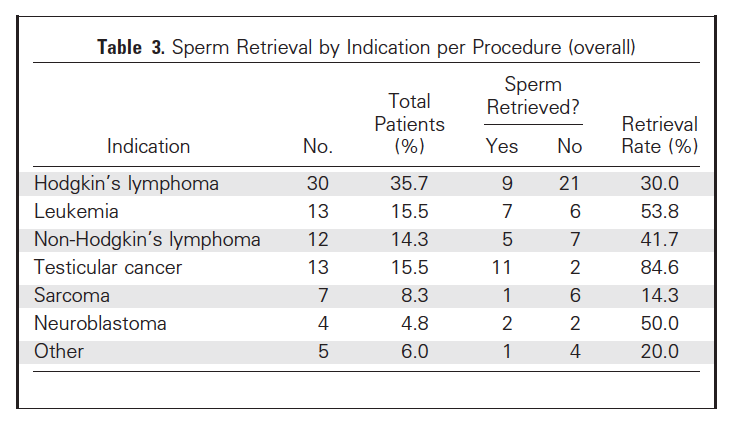 Table 3. Sperm Retrieval by Indication per Procedure (overall)
Indication No. Total Patients (%) Sperm Retrieved? Yes No Retrieval Rate (%)
Hodgkin's lymphoma 30 35.7 9 21 30.0
Leukemia 13 15.5 7 6 53.8
Non-Hodgkin's lymphoma 12 14.3 5 7 41.7
Testicular cancer 13 15.5 11 2 84.6
Sarcoma 7 8.3 1 6 14.3
Neuroblastoma 4 4.8 2 2 50.0
Other 5 6.0 1 4 20.0